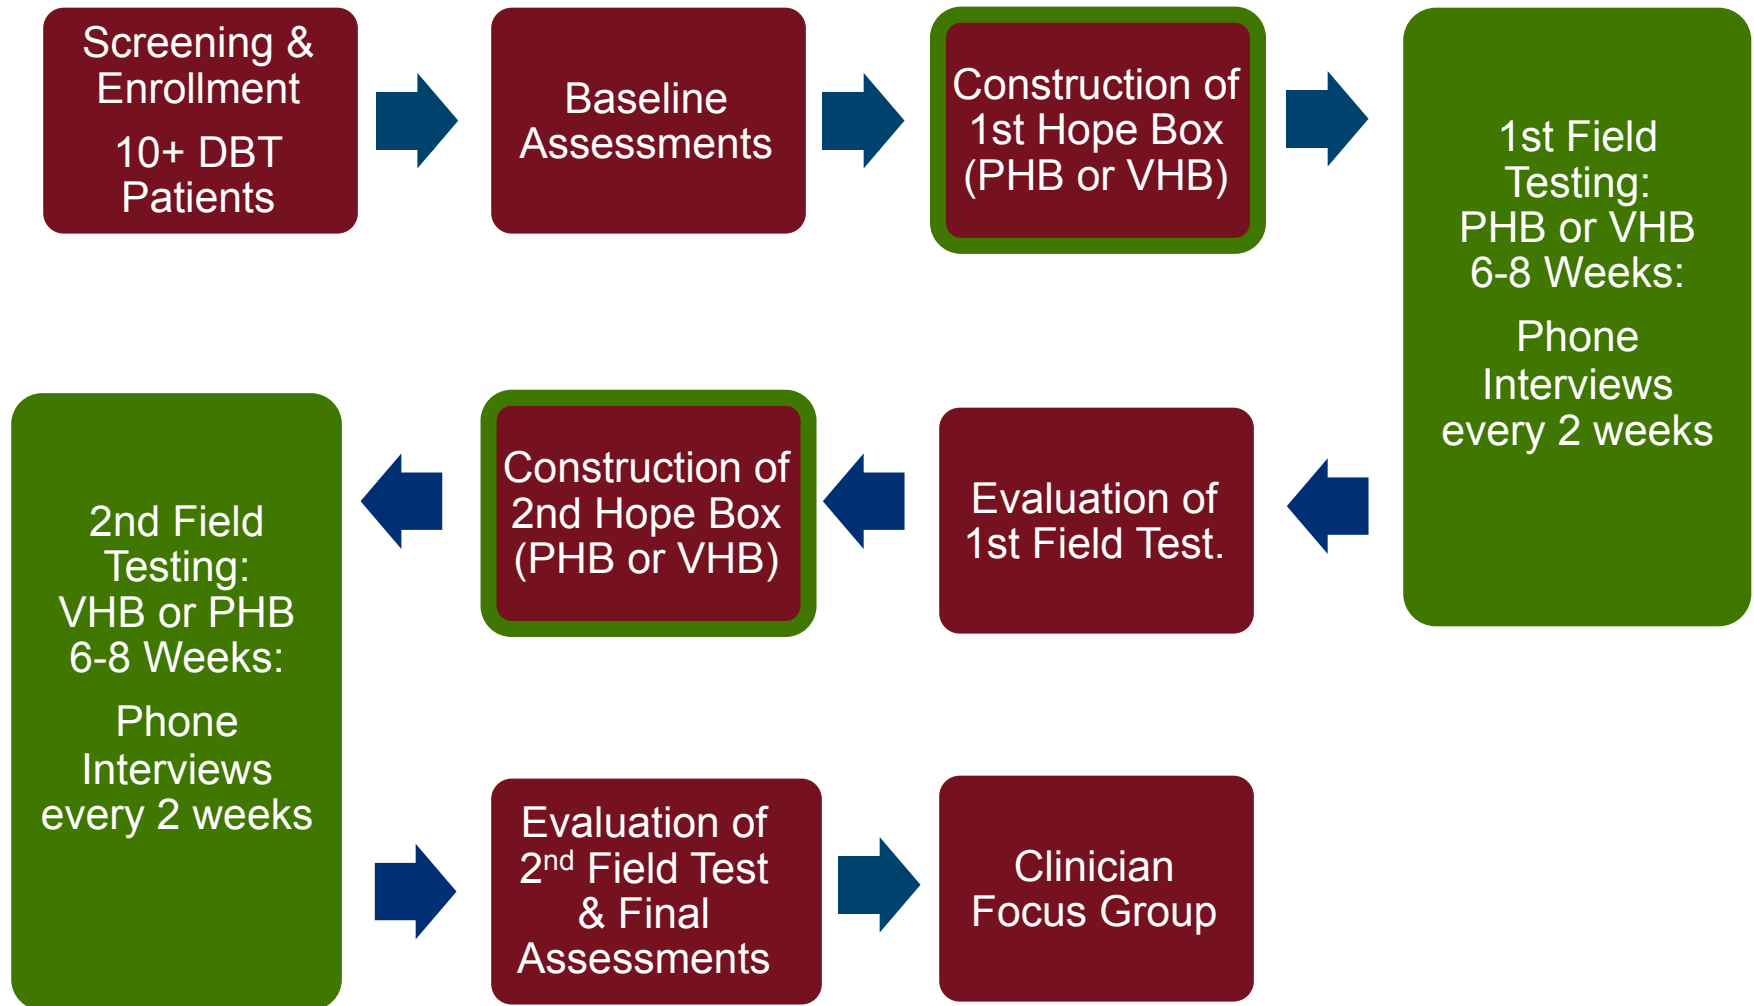 Screening &
Enrollment
10+ DBT
Patients
Baseline
Assessments
Construction of
1st Hope Box
(PHB or VHB)
1st Field
Testing:
PHB or VHB
6-8 Weeks:
Phone
Interviews
every 2 weeks
Evaluation of
1st Field Test.
Construction of
2nd Hope Box
(PHB or VHB)
2nd Field
Testing:
VHB or PHB
6-8 Weeks:
Phone
Interviews
every 2 weeks
Evaluation of
2nd Field Test
& Final
Assessments
Clinician
Focus Group